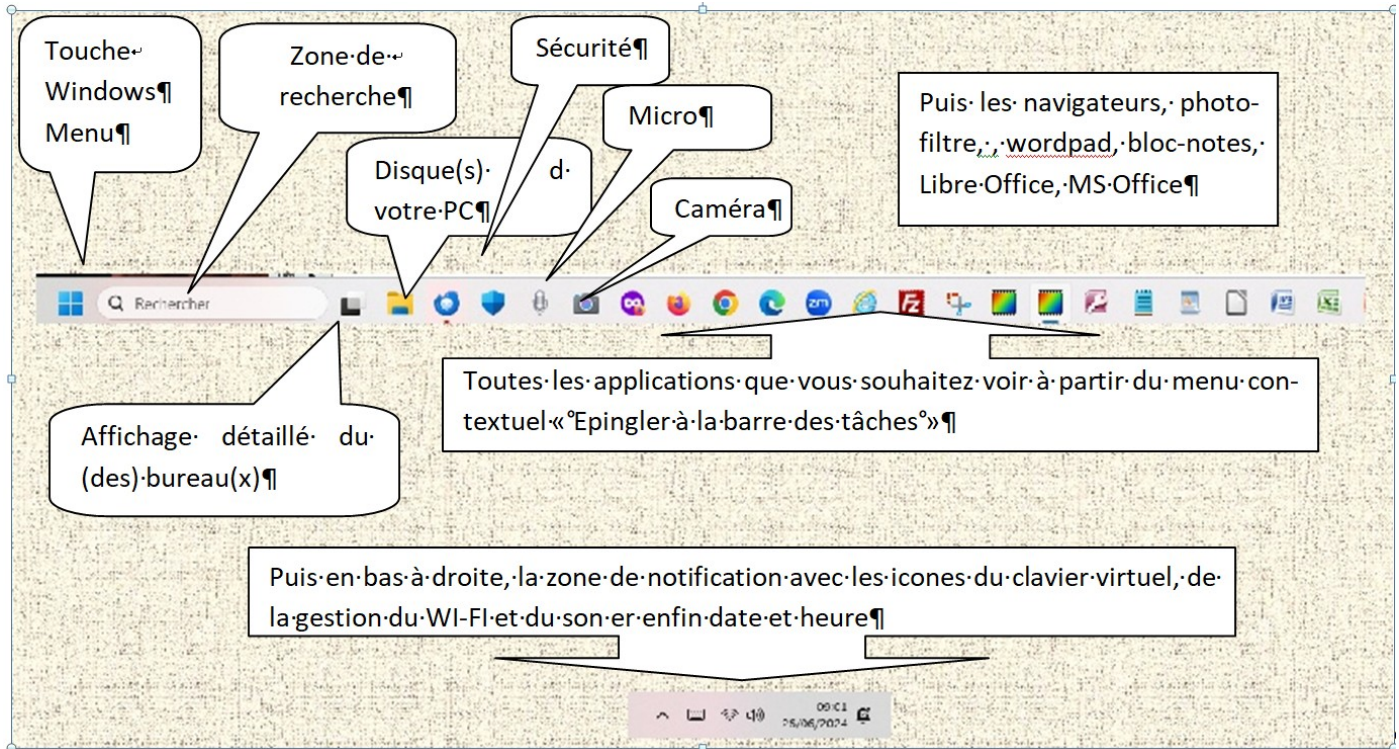 Touche
Windows¶
Menu¶
Zone·de·
recherche¶
Sécurité¶
Micro¶
Disque(s)· d·
votre·PC¶
Caméra¶
Puis· les· navigateurs,· photo-
filtre,·,·wordpad,·bloc-notes,·
Libre·Office,·MS·Office¶
Rechercher
zm
Fz
Toutes·les·applications·que·vous·souhaitez·voir·à·partir·du·menu·con-
textuel·«°Epingler·à·la·barre·des·tâches°»¶
Affichage· détaillé· du·
(des)·bureau(x)¶
Puis·en·bas·à·droite,·la·zone·de·notification·avec·les·icones·du·clavier·virtuel,·de·
la·gestion·du·WI-FI·et·du·son·er·enfin·date·et·heure¶
09:01
25/06/2024